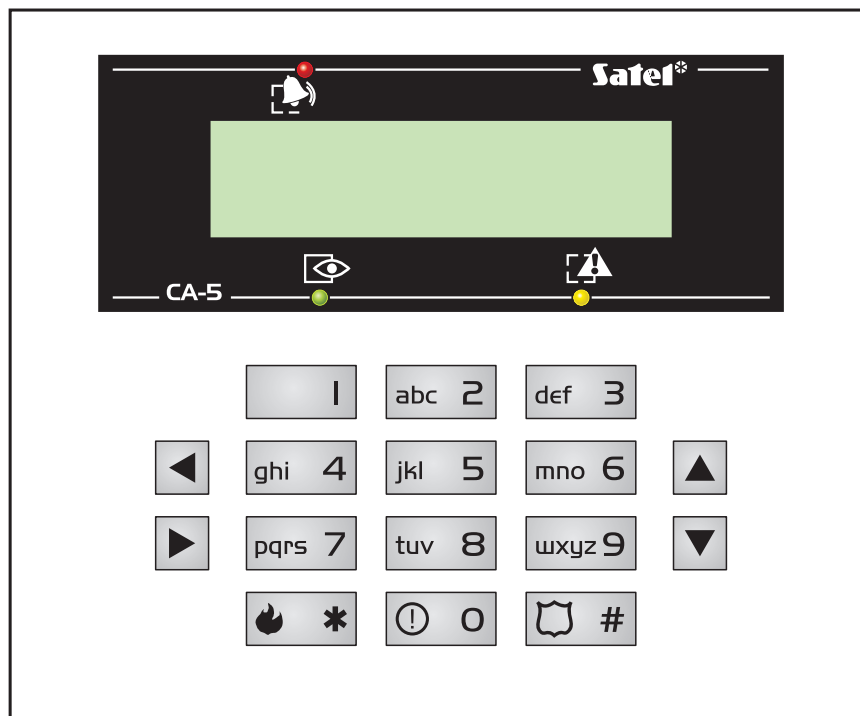 Satel
CA-5
1 abc 2 def 3
ghi 4 jkl 5 mno 6
pqrs 7 tuv 8 wxyz 9
* 0 #